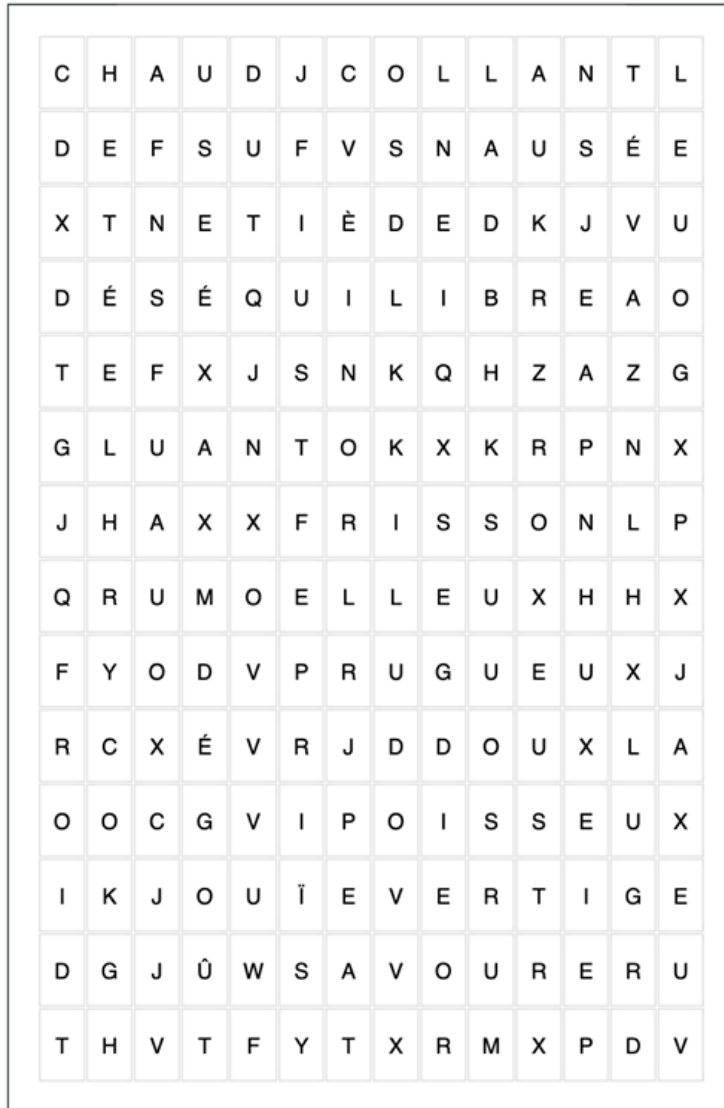 C H A U D J C O L L A N T L
D E F S U F V S N A U S É E
X T N E T I È D E D K J V U
D É S É Q U I L I B R E A O
T E F X J S N K Q H Z A Z G
G L U A N T O K X K R P N X
J H A X X F R I S S O N L P
Q R U M O E L L E U X H H X
F Y O D V P R U G U E U X J
R C X É V R J D D O U X L A
O O C G V I P O I S S E U X
I K J O U Ï E V E R T I G E
D G J Û W S A V O U R E R U
T H V T F Y T X R M X P D V